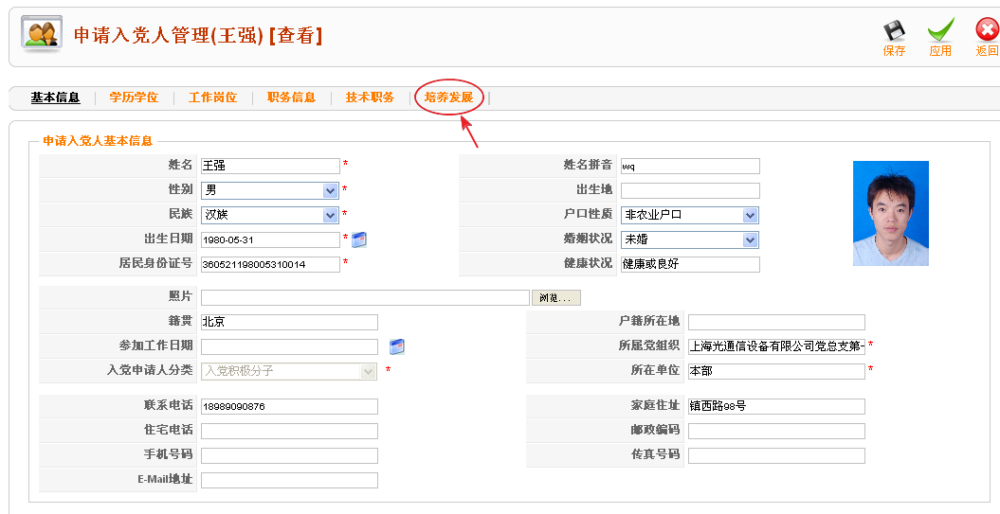 申请入党人管理(王强) [查看]
保存 应用 返回
基本信息 学历学位 工作岗位 职务信息 技术职务 培养发展
申请入党人基本信息
姓名 王强 * 姓名拼音 wq
性别 男 * 出生地
民族 汉族 * 户口性质 非农业户口
出生日期 1980-05-31 * 婚姻状况 未婚
居民身份证号 360521198005310014 * 健康状况 健康或良好
照片 浏览...
籍贯 北京 户籍所在地
参加工作日期 所属党组织 上海光通信设备有限公司党总支第一 *
入党申请人分类 入党积极分子 * 所在单位 本部 *
联系电话 18989090876 家庭住址 镇西路98号
住宅电话 邮政编码
手机号码 传真号码
E-Mail地址